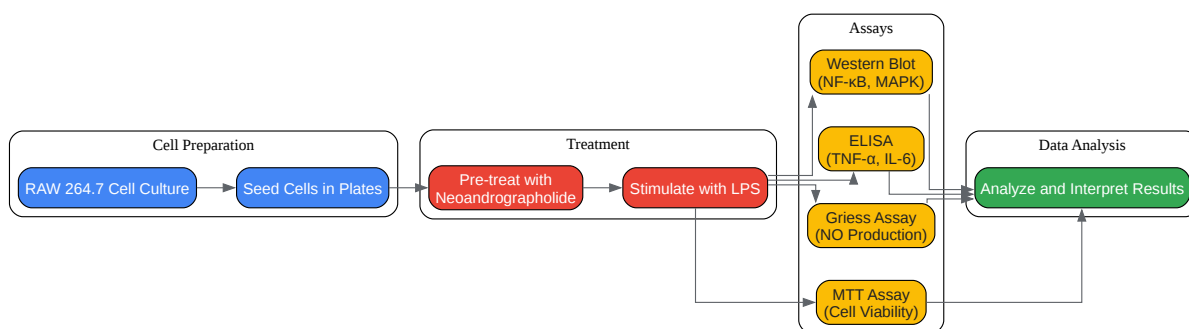 Cell Preparation
RAW 264.7 Cell Culture
Seed Cells in Plates
Treatment
Pre-treat with
Neoandrographolide
Stimulate with LPS
Assays
Western Blot
(NF-κB, MAPK)
ELISA
(TNF-α, IL-6)
Griess Assay
(NO Production)
MTT Assay
(Cell Viability)
Data Analysis
Analyze and Interpret Results